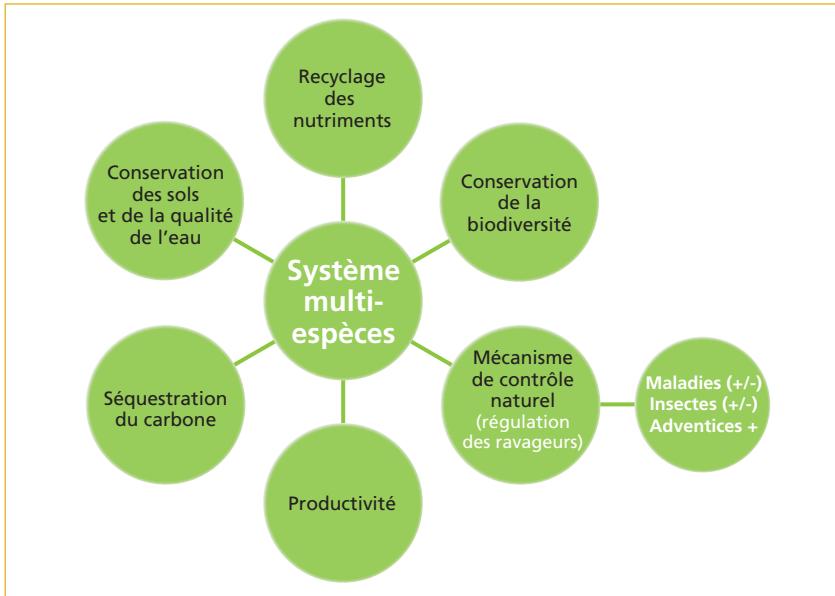 Recyclage
des
nutriments
Conservation
des sols
et de la qualité
de l'eau
Conservation
de la
biodiversité
Système
multi-
espèces
Séquestration
du carbone
Mécanisme
de contrôle
naturel
(régulation
des ravageurs)
Maladies (+/-)
Insectes (+/-)
Adventices +
Productivité